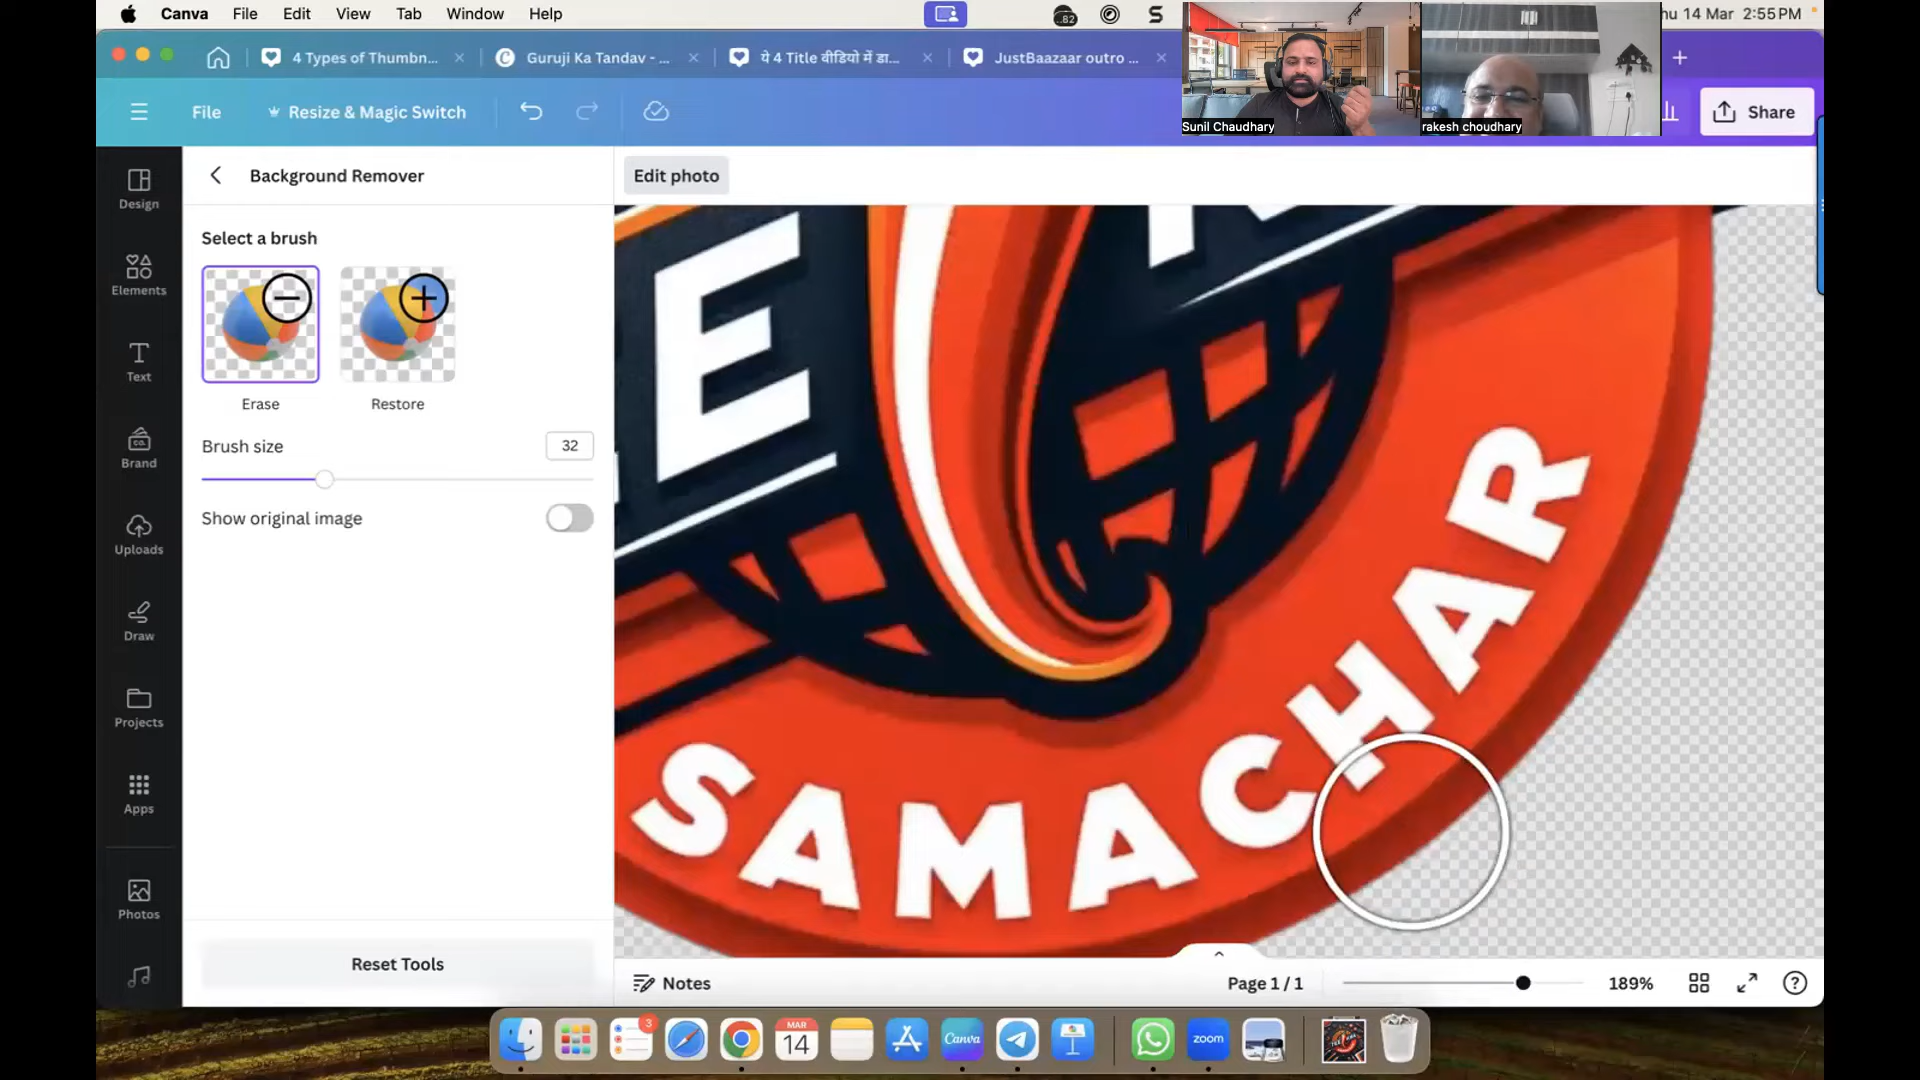 Canva File Edit View Tab Window Help
..82
hu 14 Mar 2:55 PM
4 Types of Thumbn...
Guruji Ka Tandav - ...
ये 4 Title वीडियो में डा...
JustBaazaar outro ...
File
Resize & Magic Switch
Share
Sunil Chaudhary
rakesh choudhary
Design
Elements
Text
Brand
Uploads
Draw
Projects
Apps
Photos
Background Remover
Select a brush
Erase
Restore
Brush size
32
Show original image
Reset Tools
Edit photo
E
SAMACHAR
Notes
Page 1 / 1
189%
3
MAR
14
Canva
zoom